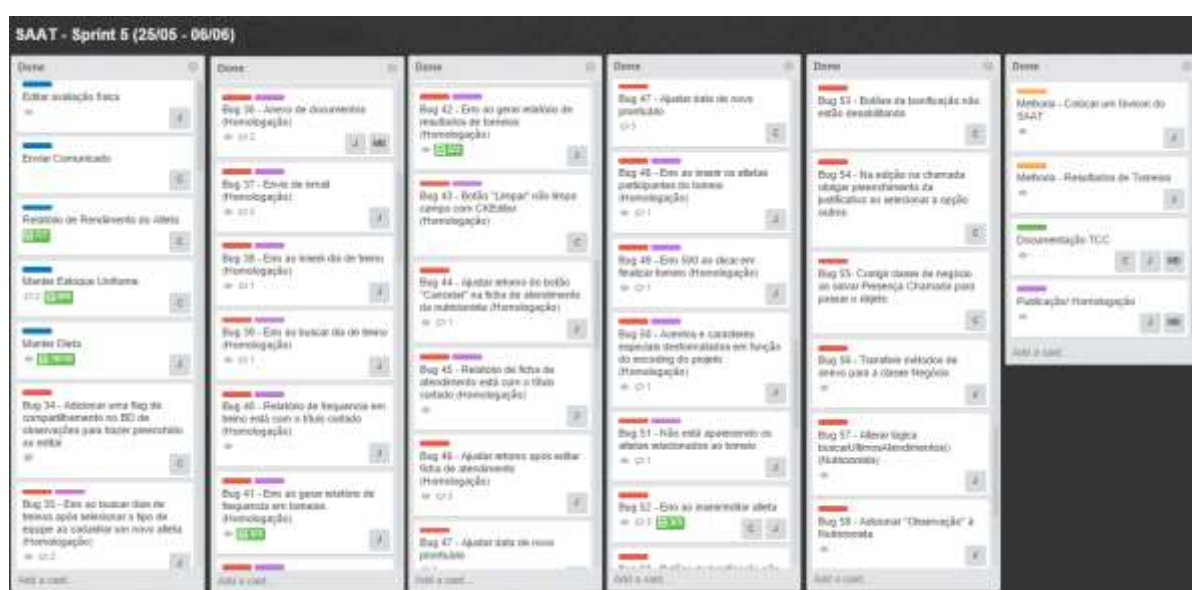 SAAT - Sprint 5 (25/05 - 06/06)
Done
Editar avaliação física
J
Enviar Comunicado
C
Relatório de Rendimento do Atleta
C
Manter Estoque Uniforme
2
C
Manter Dieta
J
Bug 34 - Adicionar uma flag de
compartilhamento no BD de
observações para trazer preenchido
ao editar
C
Bug 35 - Erro ao buscar dias de
treinos após selecionar o tipo de
equipe ao cadastrar um novo atleta
(Homologação)
2
J
Add a card...
Done
Bug 36 - Anexo de documentos
(Homologação)
2
J MB
Bug 37 - Envio de email
(Homologação)
J
Bug 38 - Erro ao inserir dia de treino
(Homologação)
1
J
Bug 39 - Erro ao buscar dia de treino
(Homologação)
1
J
Bug 40 - Relatório de frequencia em
treino está com o título cortado
(Homologação)
J
Bug 41 - Erro ao gerar relatório de
frequencia em torneios
(Homologação)
J
Add a card...
Done
Bug 42 - Erro ao gerar relatório de
resultados de torneios
(Homologação)
J
Bug 43 - Botão "Limpar" não limpa
campo com CKEditor
(Homologação)
C
Bug 44 - Ajustar retorno do botão
"Cancelar" na ficha de atendimento
da nutricionista (Homologação)
1
J
Bug 45 - Relatório de ficha de
atendimento está com o título
cortado (Homologação)
J
Bug 46 - Ajustar retorno após editar
ficha de atendimento
(Homologação)
2
J
Bug 47 - Ajustar data de novo
prontuário
Add a card...
Done
Bug 47 - Ajustar data de novo
prontuário
C
Bug 48 - Erro ao inserir os atletas
participantes do torneio
(Homologação)
1
J
Bug 49 - Erro 500 ao clicar em
finalizar torneio (Homologação)
1
J
Bug 50 - Acentos e caracteres
especiais desformatados em função
do encoding do projeto
(Homologação)
1
J
Bug 51 - Não está aparecendo os
atletas relacionados ao torneio
1
J
Bug 52 - Erro ao inserir/editar atleta
C J
Add a card...
Done
Bug 53 - Botões da bonificação não
estão desabilitando
C
Bug 54 - Na edição na chamada
obrigar preenchimento da
justificativa ao selecionar a opção
outros
C
Bug 55- Corrigir classe de negócio
ao salvar Presença Chamada para
passar o objeto.
C
Bug 56 - Transferir métodos de
anexo para a classe Negócio
J
Bug 57 - Alterar lógica
buscarUltimosAtendimentos()
(Nutricionista)
J
Bug 58 - Adicionar "Observação" à
Nutricionista
J
Add a card...
Done
Melhoria - Colocar um favicon do
SAAT
J
Melhoria - Resultados de Torneios
J
Documentação TCC
C J MB
Publicação/ Homologação
J MB
Add a card...